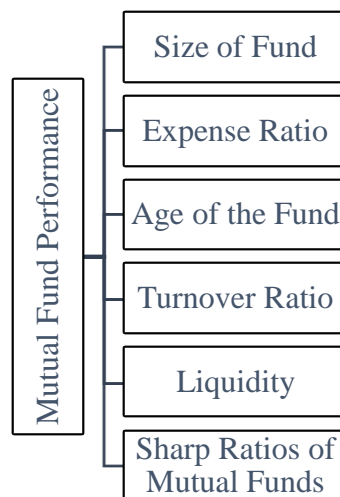 Mutual Fund Performance
Size of Fund
Expense Ratio
Age of the Fund
Turnover Ratio
Liquidity
Sharp Ratios of
Mutual Funds